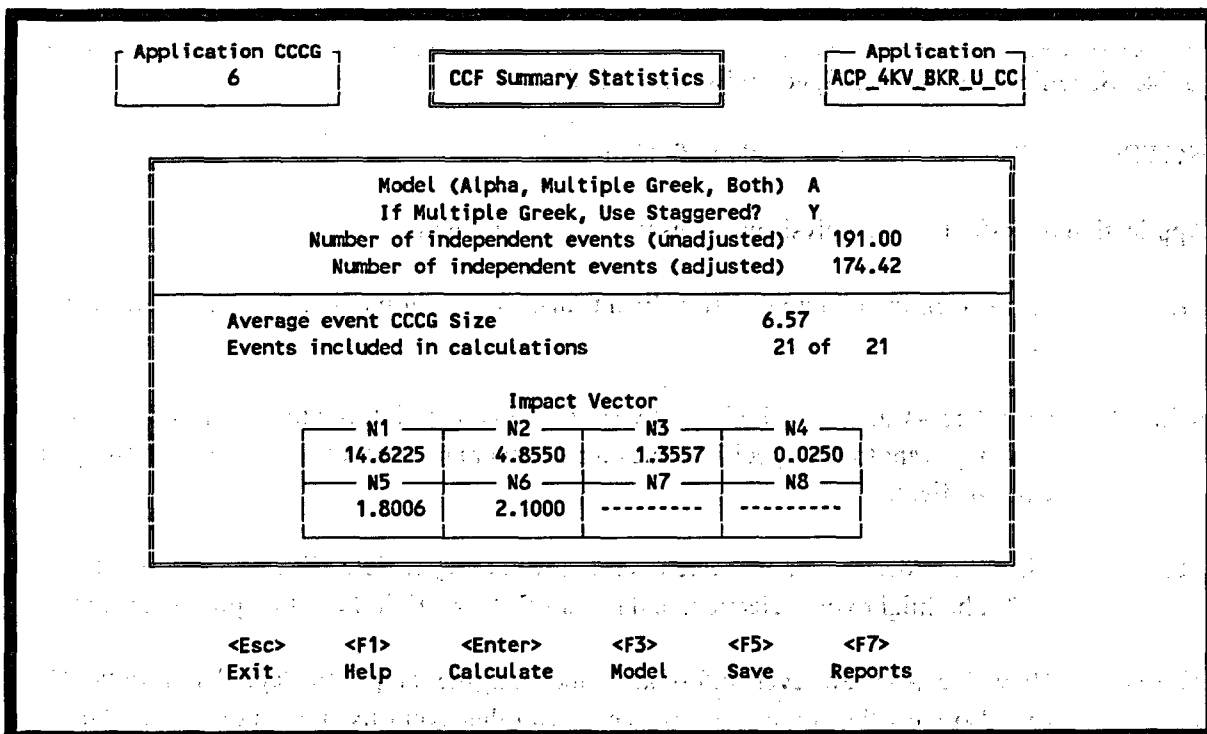 Application CCCG
6
CCF Summary Statistics
Application
ACP_4KV_BKR_U_CC
Model (Alpha, Multiple Greek, Both) A
If Multiple Greek, Use Staggered? Y
Number of independent events (unadjusted) 191.00
Number of independent events (adjusted) 174.42
Average event CCCG Size 6.57
Events included in calculations 21 of 21
Impact Vector
N1 N2 N3 N4
14.6225 4.8550 1.3557 0.0250
N5 N6 N7 N8
1.8006 2.1000 --------- ---------
<Esc> <F1> <Enter> <F3> <F5> <F7>
Exit Help Calculate Model Save Reports